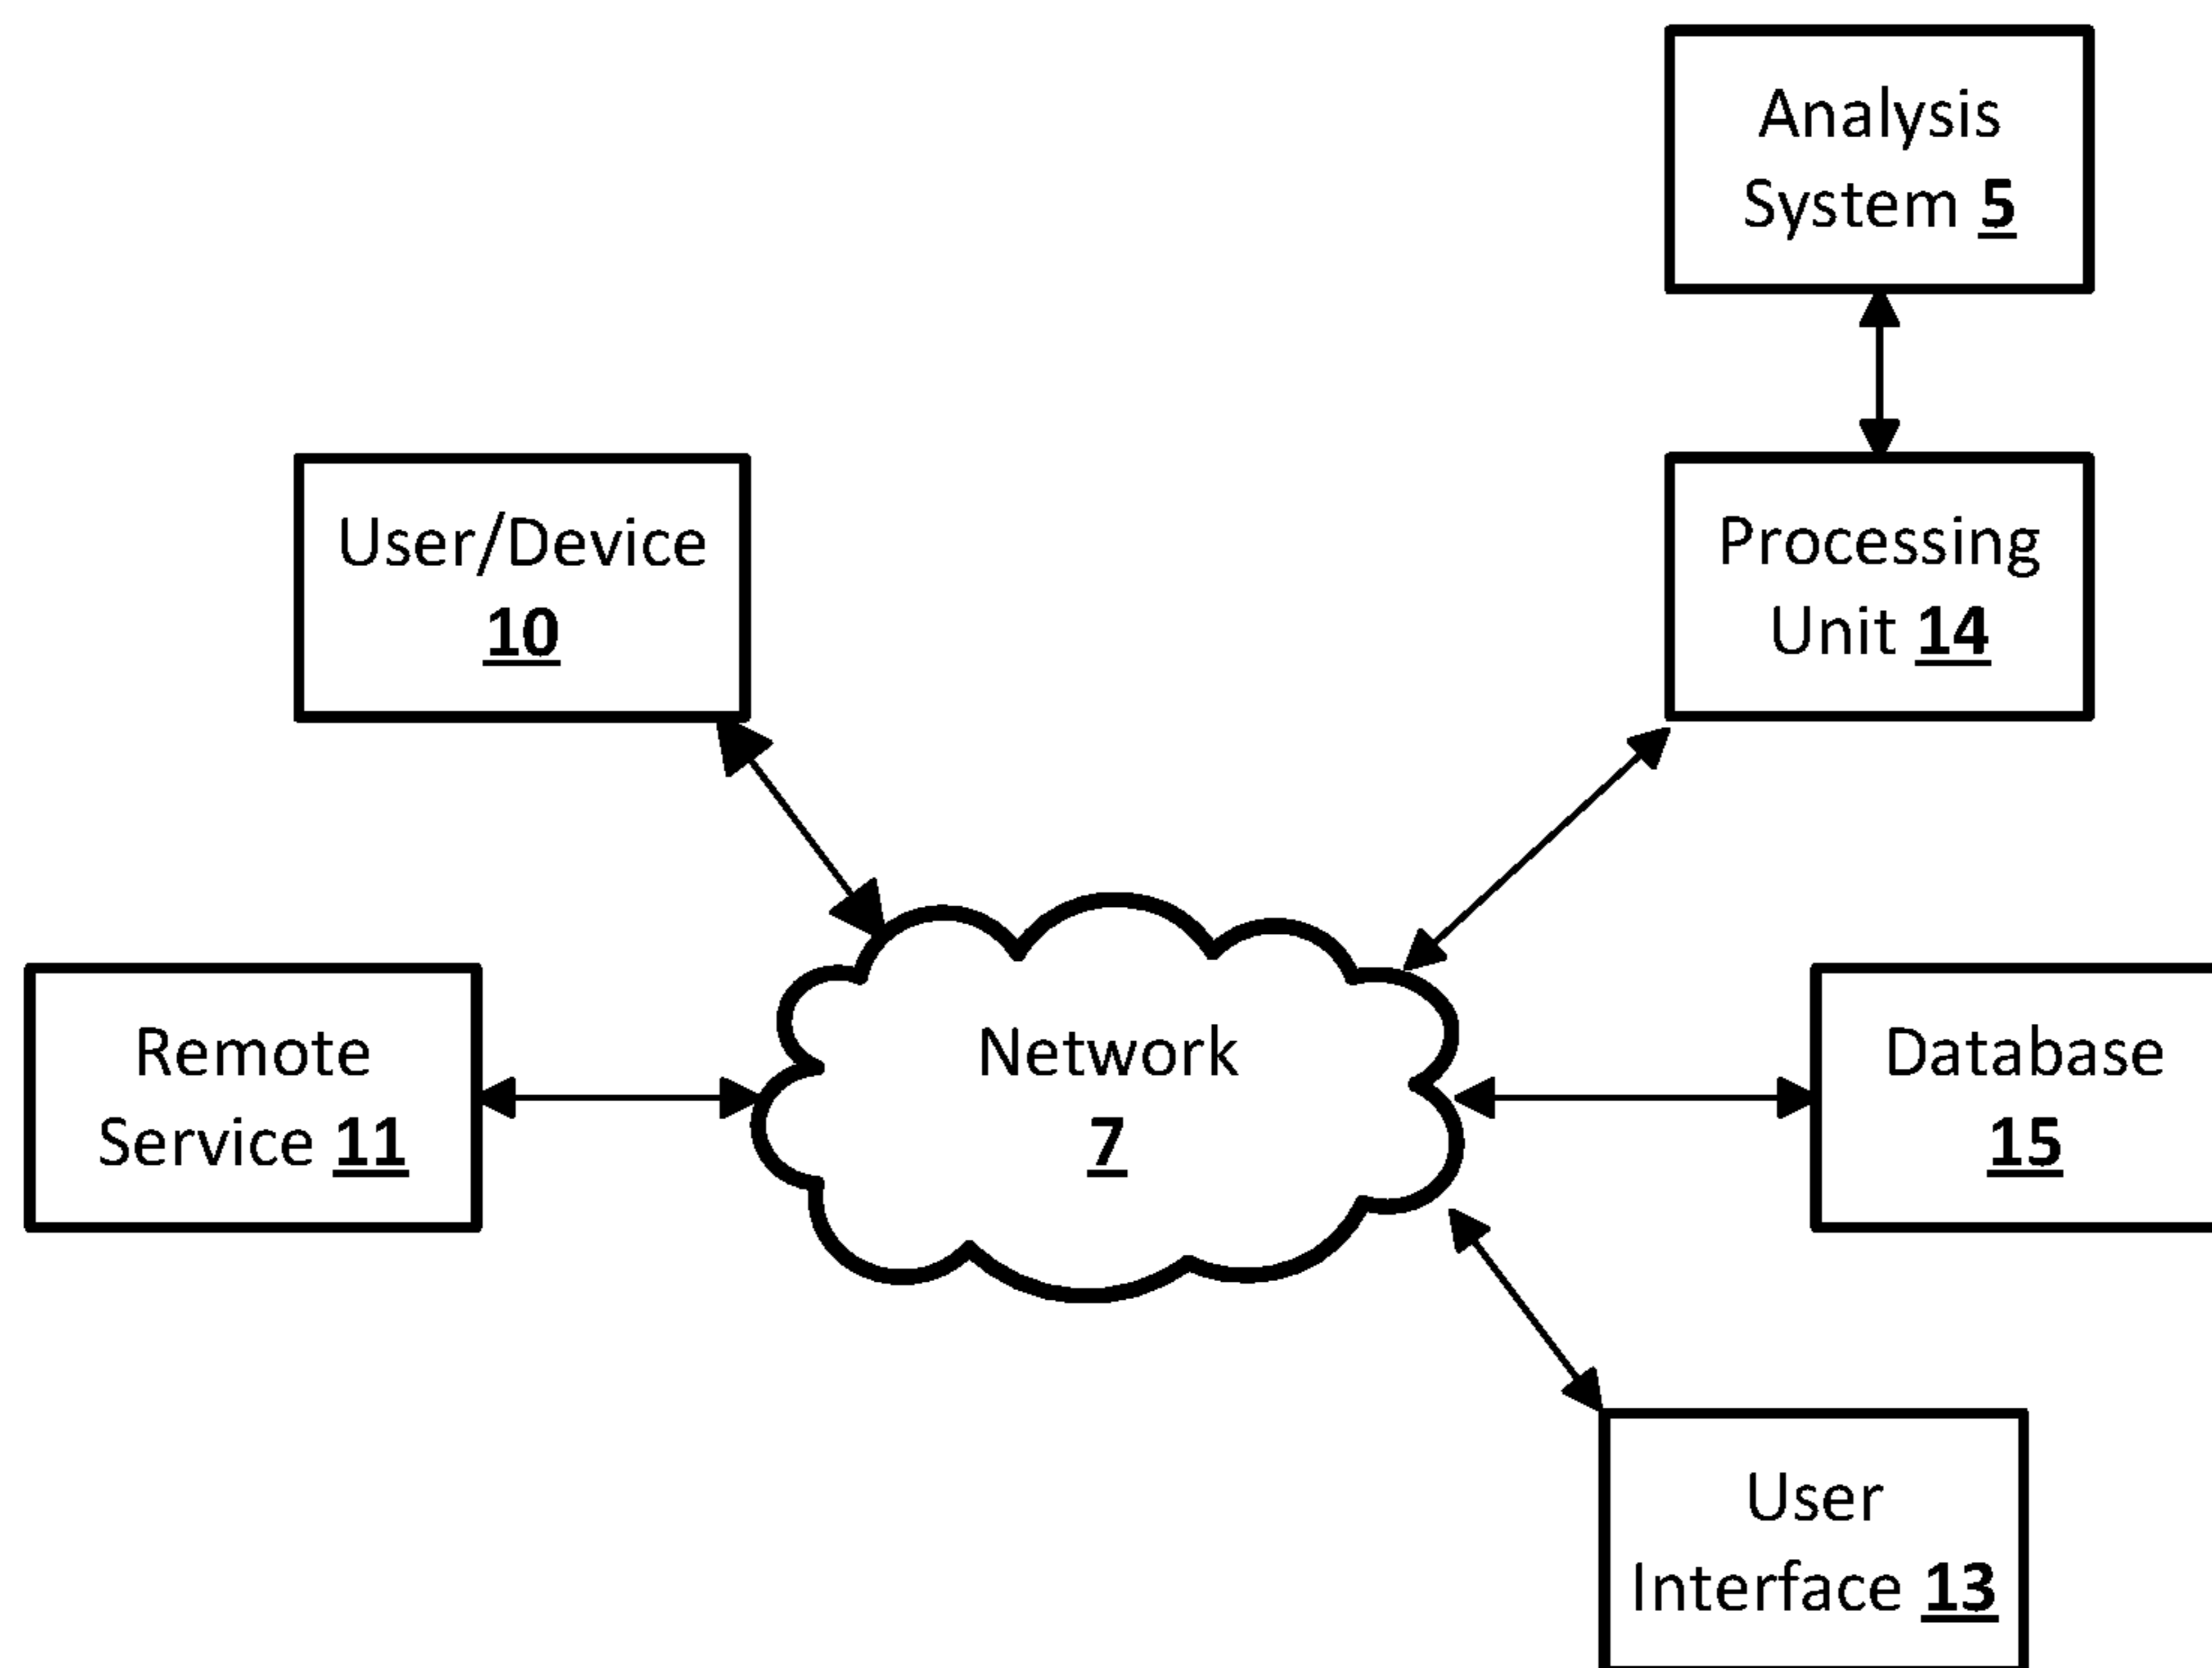 Analysis
System 5
User/Device
10
Processing
Unit 14
Remote
Service 11
Network
7
Database
15
User
Interface 13